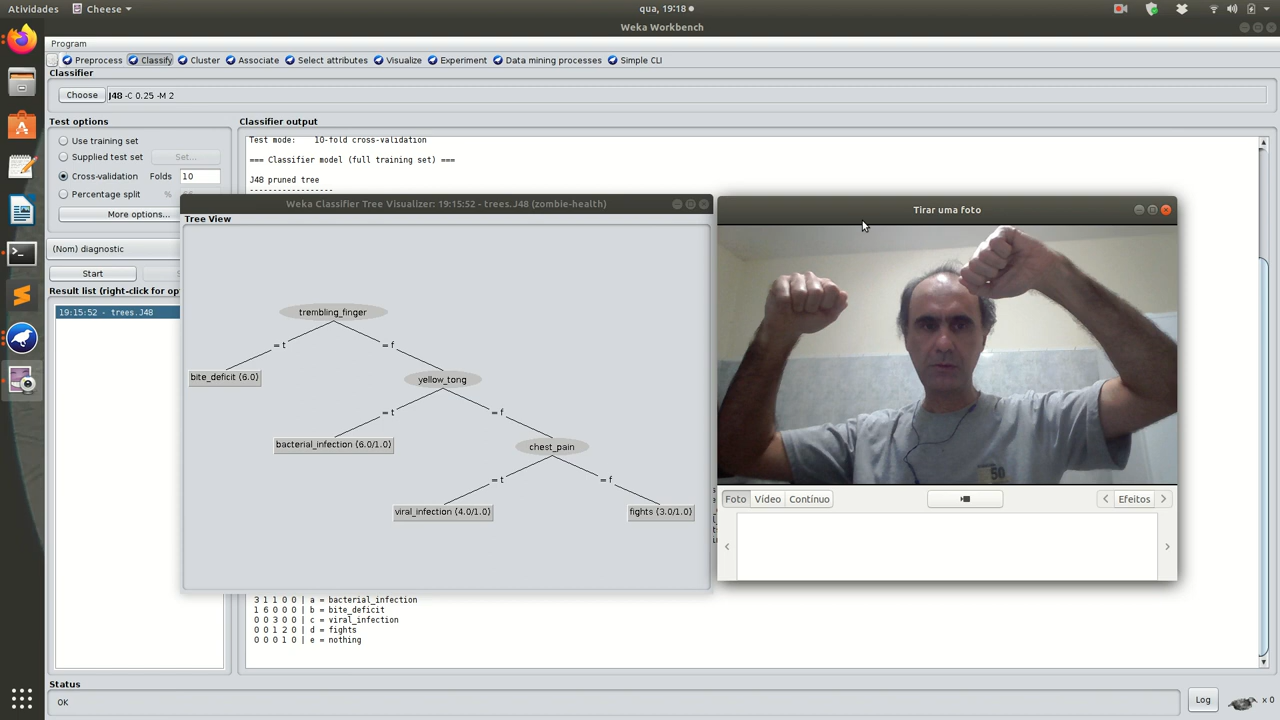 Atividades
Cheese
qua, 19:18
Weka Workbench
Program
Preprocess Classify Cluster Associate Select attributes Visualize Experiment Data mining processes Simple CLI
Classifier
Choose J48 -C 0.25 -M 2
Test options
Use training set
Supplied test set Set...
Cross-validation Folds 10
Percentage split %
More options...
(Nom) diagnostic
Start
Result list (right-click for op
19:15:52 - trees.J48
Classifier output
Test mode: 10-fold cross-validation
=== Classifier model (full training set) ===
J48 pruned tree
------------------
Weka Classifier Tree Visualizer: 19:15:52 - trees.J48 (zombie-health)
Tree View
trembling_finger
= t
= f
bite_deficit (6.0)
yellow_tong
= t
= f
bacterial_infection (6.0/1.0)
chest_pain
= t
= f
viral_infection (4.0/1.0)
fights (3.0/1.0)
Tirar uma foto
50
Foto Vídeo Contínuo
Efeitos
3 1 1 0 0 | a = bacterial_infection
1 6 0 0 0 | b = bite_deficit
0 0 3 0 0 | c = viral_infection
0 0 1 2 0 | d = fights
0 0 0 1 0 | e = nothing
Status
OK
Log
x 0